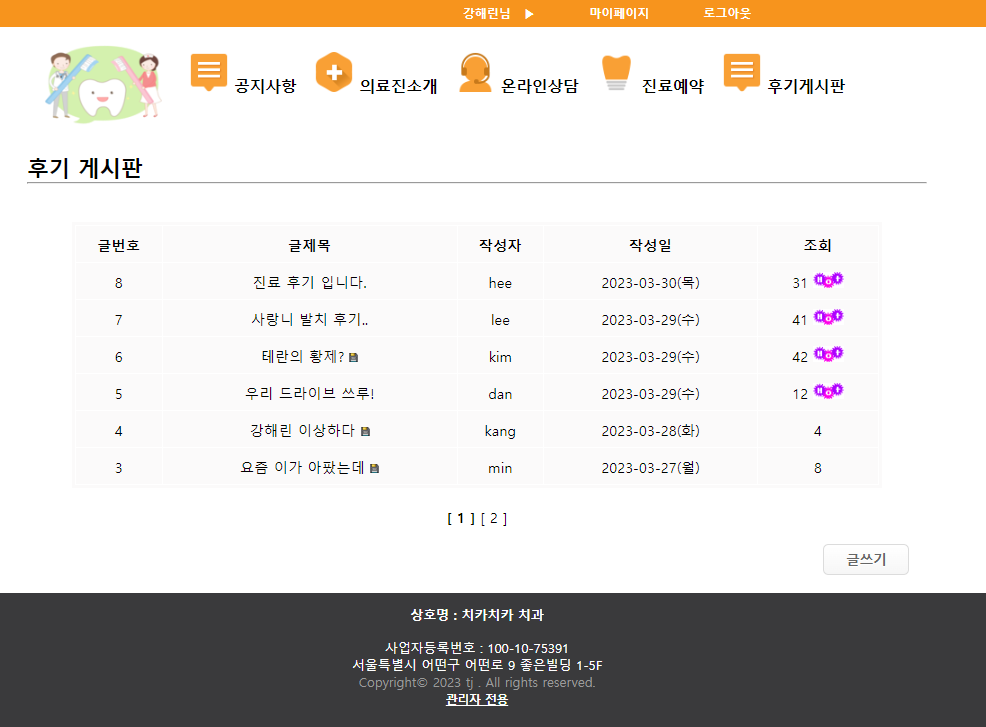 강해린님 ▶ 마이페이지 로그아웃
공지사항 의료진소개 온라인상담 진료예약 후기게시판
후기 게시판
글번호 글제목 작성자 작성일 조회
8 진료 후기 입니다. hee 2023-03-30(목) 31 HOT
7 사랑니 발치 후기.. lee 2023-03-29(수) 41 HOT
6 테란의 황제? kim 2023-03-29(수) 42 HOT
5 우리 드라이브 쓰루! dan 2023-03-29(수) 12 HOT
4 강해린 이상하다 kang 2023-03-28(화) 4
3 요즘 이가 아팠는데 min 2023-03-27(월) 8
[ 1 ] [ 2 ]
글쓰기
상호명 : 치카치카 치과
사업자등록번호 : 100-10-75391
서울특별시 어떤구 어떤로 9 좋은빌딩 1-5F
Copyright© 2023 tj . All rights reserved.
관리자 전용